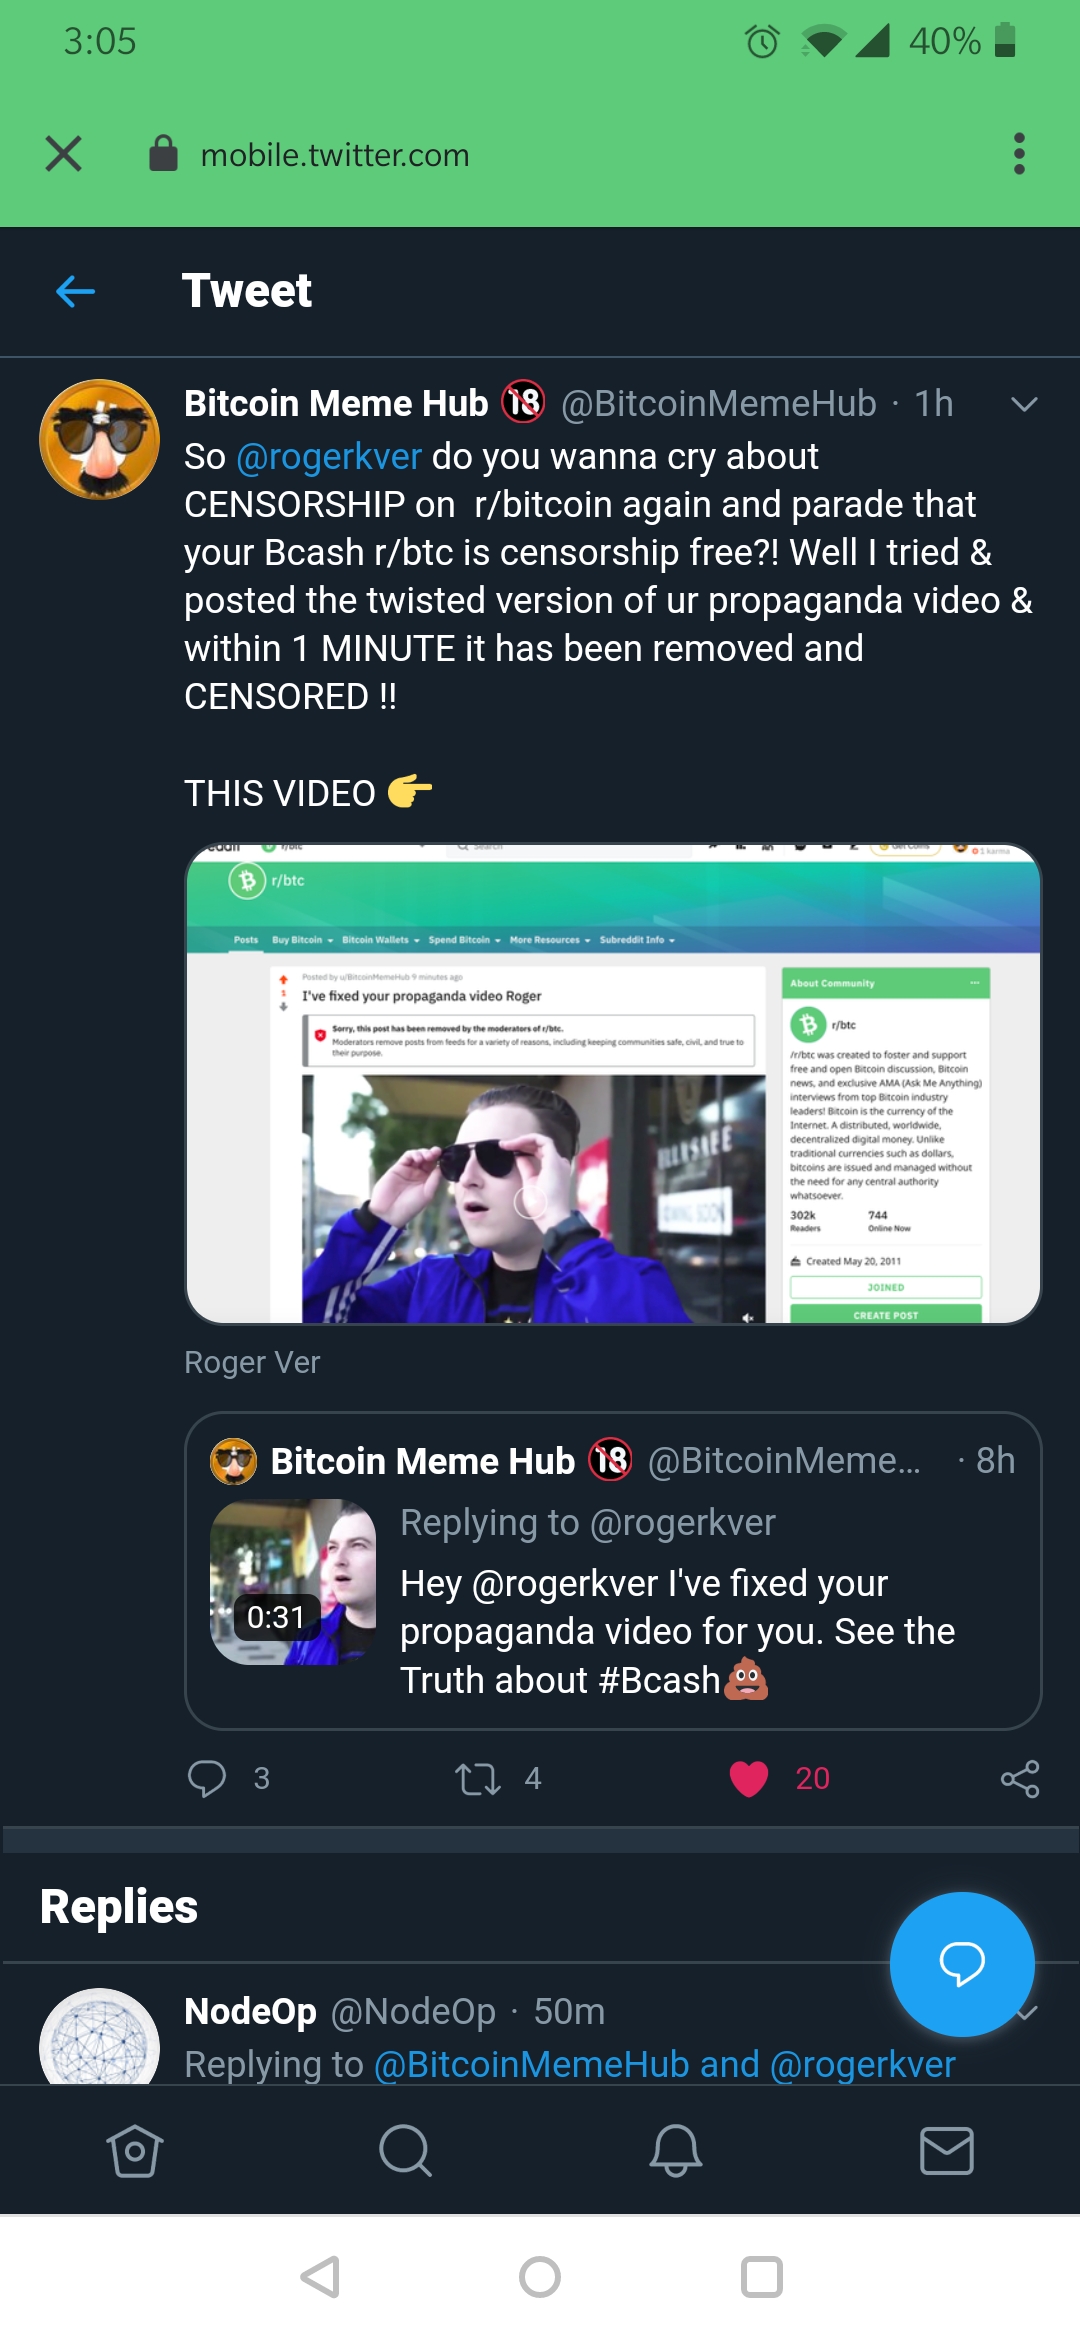 3:05
40%
mobile.twitter.com
Tweet
Bitcoin Meme Hub 🔞 @BitcoinMemeHub · 1h
So @rogerkver do you wanna cry about
CENSORSHIP on r/bitcoin again and parade that
your Bcash r/btc is censorship free?! Well I tried &
posted the twisted version of ur propaganda video &
within 1 MINUTE it has been removed and
CENSORED !!
THIS VIDEO 👉
r/btc
Search
Get Coins
1 karma
r/btc
Posts Buy Bitcoin Bitcoin Wallets Spend Bitcoin More Resources Subreddit Info
Posted by u/BitcoinMemeHub 9 minutes ago
1
I've fixed your propaganda video Roger
Sorry, this post has been removed by the moderators of r/btc.
Moderators remove posts from feeds for a variety of reasons, including keeping communities safe, civil, and true to
their purpose.
About Community
r/btc
/r/btc was created to foster and support
free and open Bitcoin discussion, Bitcoin
news, and exclusive AMA (Ask Me Anything)
interviews from top Bitcoin industry
leaders! Bitcoin is the currency of the
Internet. A distributed, worldwide,
decentralized digital money. Unlike
traditional currencies such as dollars,
bitcoins are issued and managed without
the need for any central authority
whatsoever.
302k 744
Readers Online Now
Created May 20, 2011
JOINED
CREATE POST
Roger Ver
Bitcoin Meme Hub 🔞 @BitcoinMeme... · 8h
Replying to @rogerkver
0:31
Hey @rogerkver I've fixed your
propaganda video for you. See the
Truth about #Bcash💩
3 4 20
Replies
NodeOp @NodeOp · 50m
Replying to @BitcoinMemeHub and @rogerkver